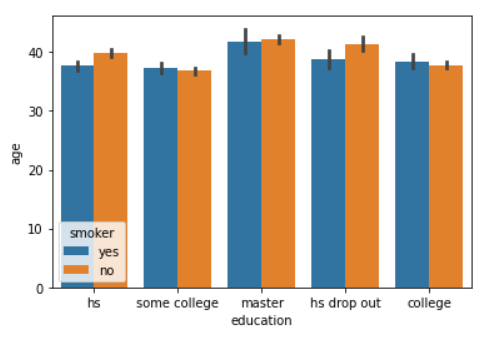 40
30
20
10
0
age
smoker
yes
no
hs
some college
master
hs drop out
college
education